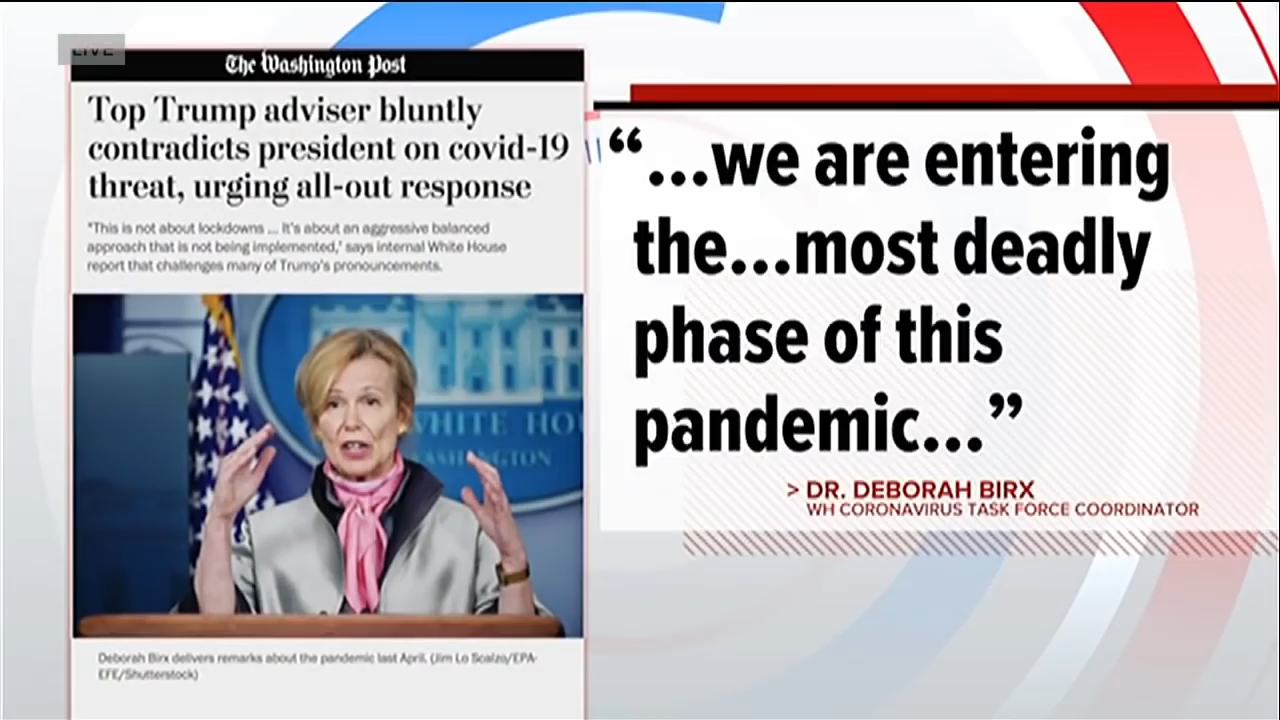 LIVE
The Washington Post
Top Trump adviser bluntly
contradicts president on covid-19
threat, urging all-out response
"This is not about lockdowns ... It's about an aggressive balanced
approach that is not being implemented,' says internal White House
report that challenges many of Trump's pronouncements.
WHITE HOU
WASHINGTON
Deborah Birx delivers remarks about the pandemic last April. (Jim Lo Scalzo/EPA-
EFE/Shutterstock)
“...we are entering
the...most deadly
phase of this
pandemic...”
> DR. DEBORAH BIRX
WH CORONAVIRUS TASK FORCE COORDINATOR